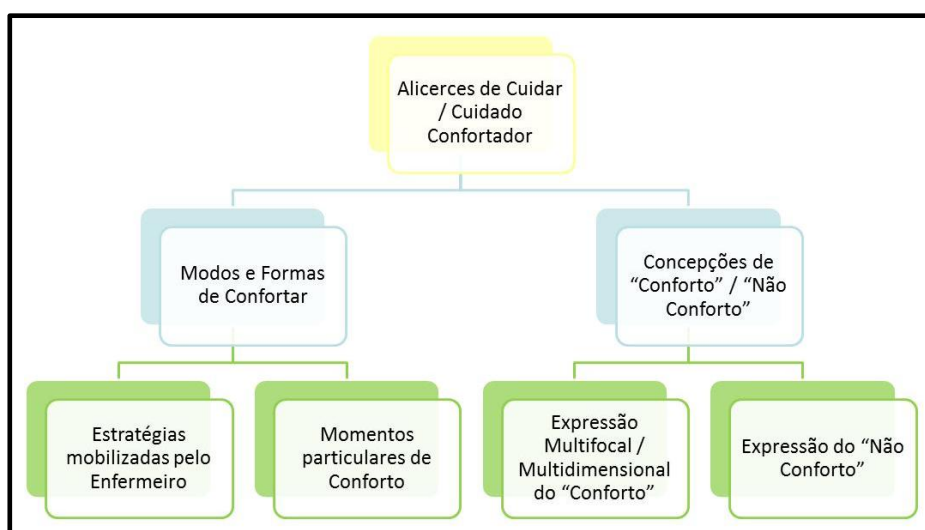 Alicerces de Cuidar
/ Cuidado
Confortador
Modos e Formas
de Confortar
Concepções de
“Conforto” / “Não
Conforto”
Estratégias
mobilizadas pelo
Enfermeiro
Momentos
particulares de
Conforto
Expressão
Multifocal /
Multidimensional
do “Conforto”
Expressão do “Não
Conforto”